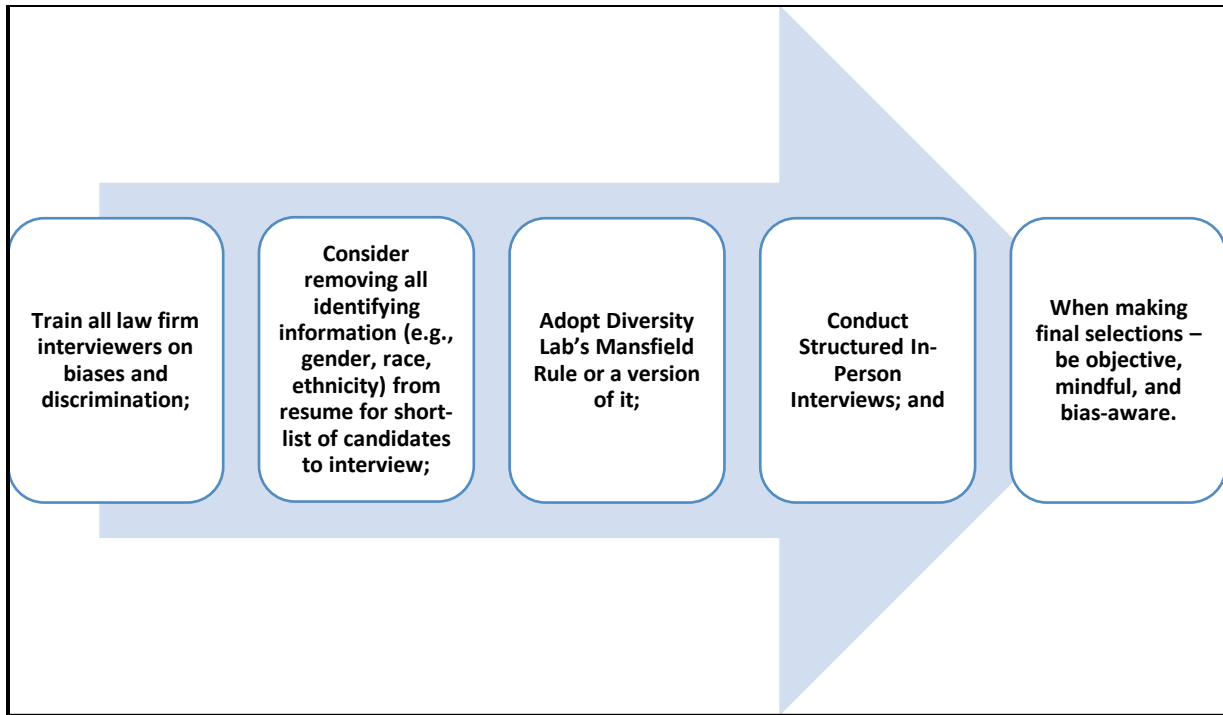 Train all law firm
interviewers on
biases and
discrimination;
Consider
removing all
identifying
information (e.g.,
gender, race,
ethnicity) from
resume for short-
list of candidates
to interview;
Adopt Diversity
Lab’s Mansfield
Rule or a version
of it;
Conduct
Structured In-
Person
Interviews; and
When making
final selections –
be objective,
mindful, and
bias-aware.